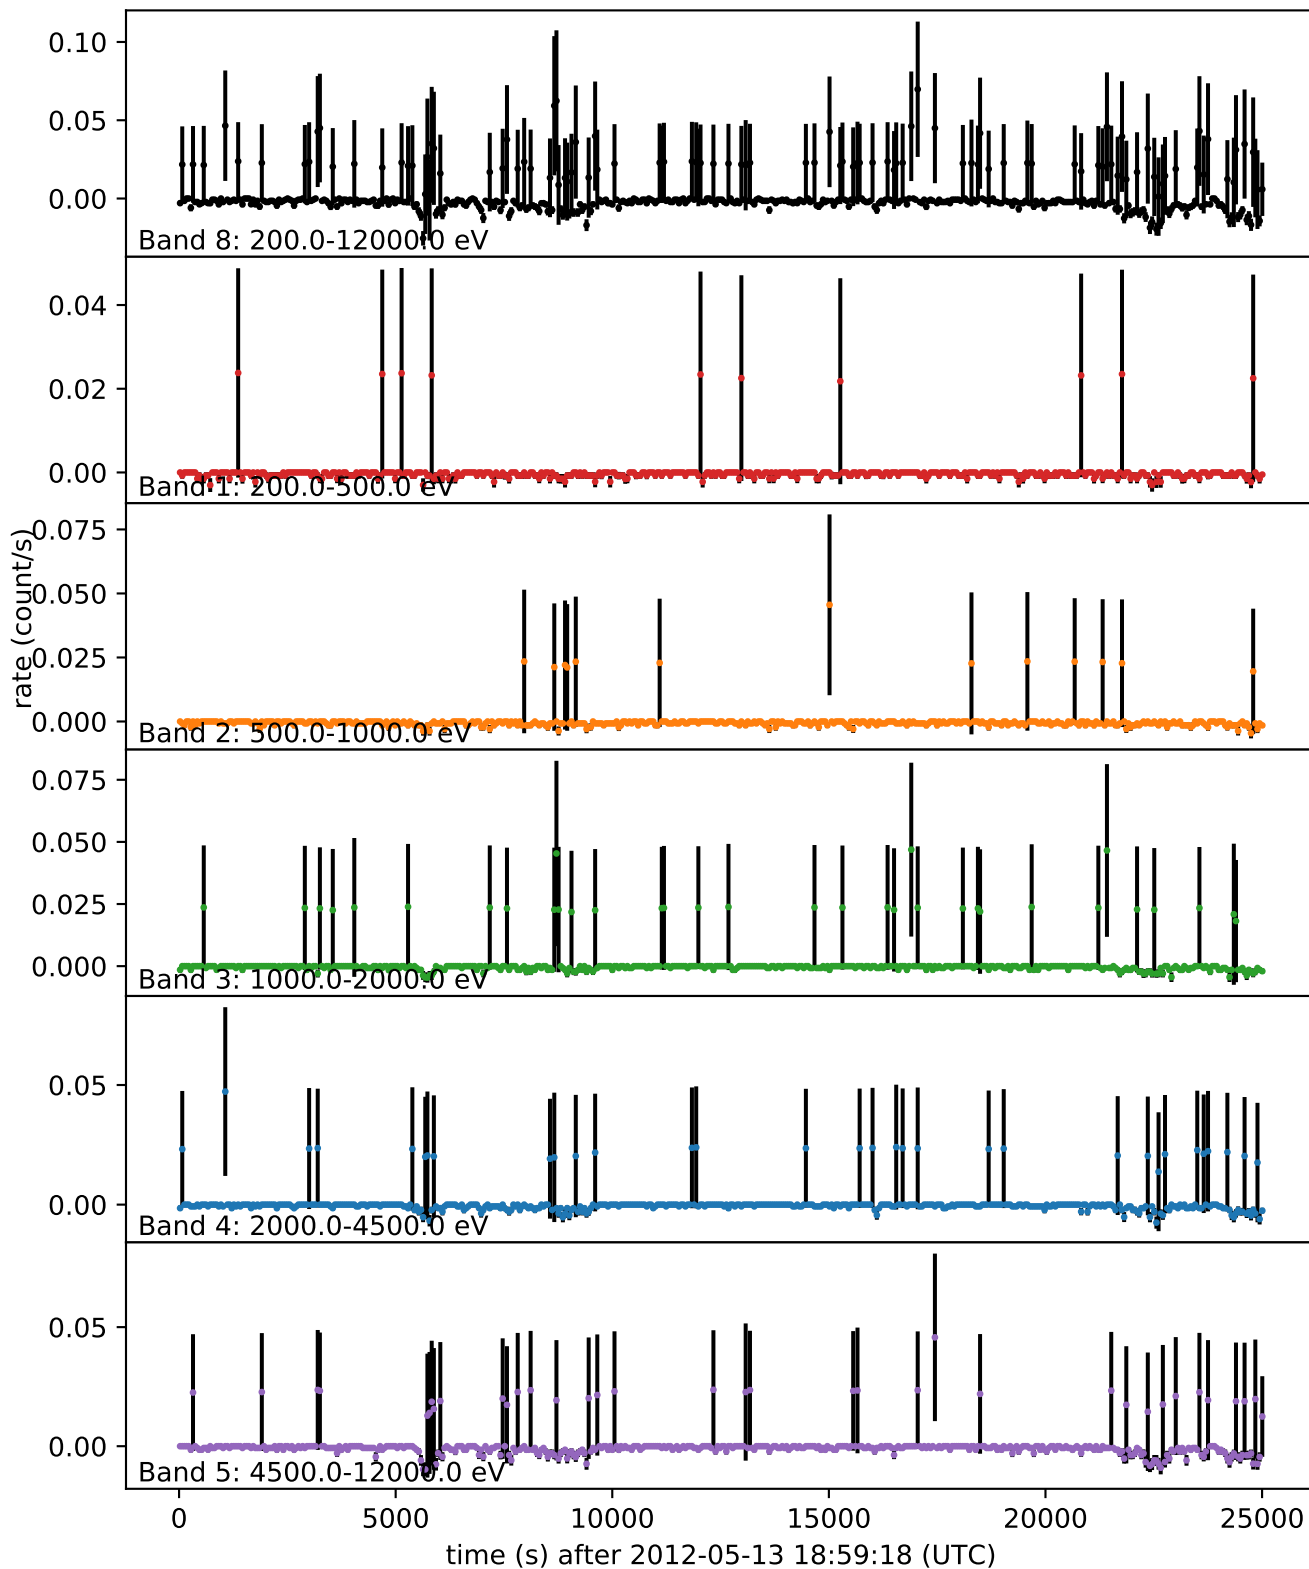 0.10
0.05
0.00
Band 8: 200.0-12000.0 eV
0.04
0.02
0.00
Band 1: 200.0-500.0 eV
rate (count/s)
0.075
0.050
0.025
0.000
Band 2: 500.0-1000.0 eV
0.075
0.050
0.025
0.000
Band 3: 1000.0-2000.0 eV
0.05
0.00
Band 4: 2000.0-4500.0 eV
0.05
0.00
Band 5: 4500.0-12000.0 eV
0 5000 10000 15000 20000 25000
time (s) after 2012-05-13 18:59:18 (UTC)